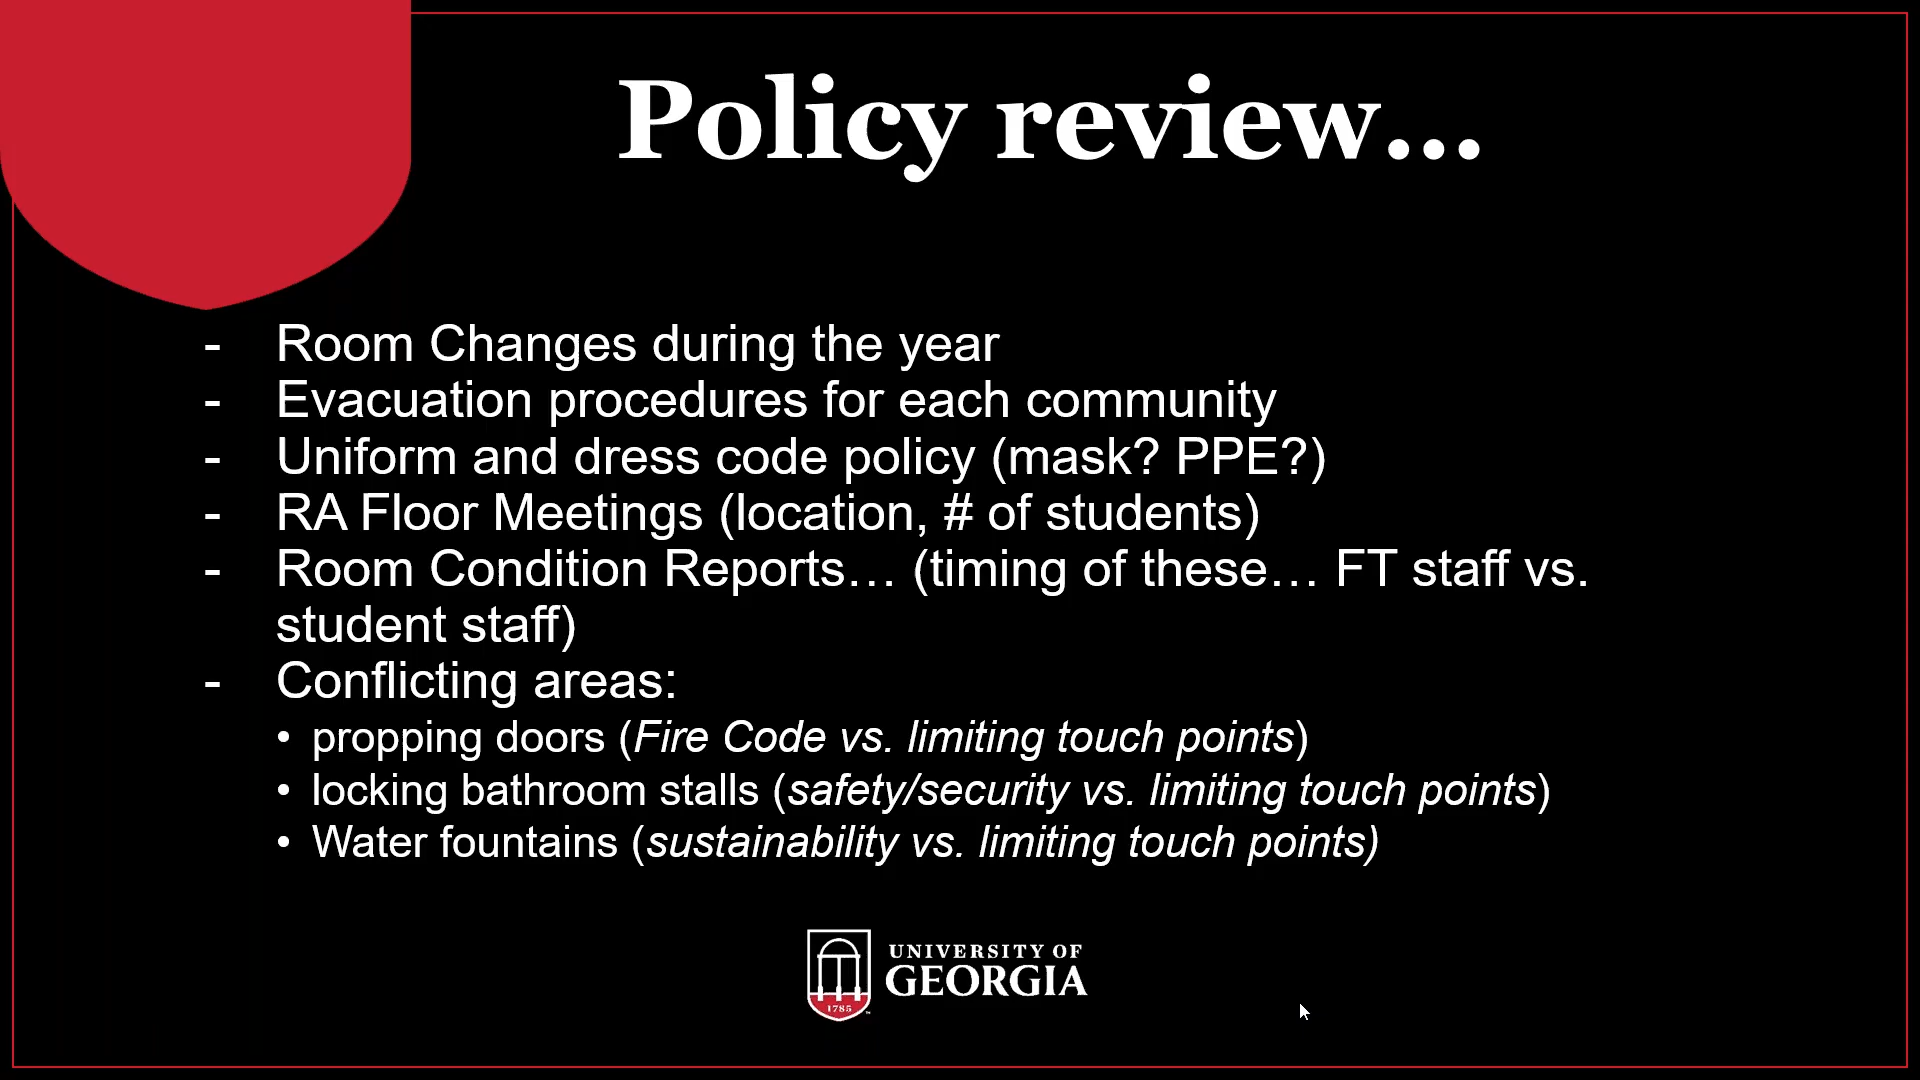 Policy review...
- Room Changes during the year
- Evacuation procedures for each community
- Uniform and dress code policy (mask? PPE?)
- RA Floor Meetings (location, # of students)
- Room Condition Reports… (timing of these… FT staff vs.
student staff)
- Conflicting areas:
• propping doors (Fire Code vs. limiting touch points)
• locking bathroom stalls (safety/security vs. limiting touch points)
• Water fountains (sustainability vs. limiting touch points)
UNIVERSITY OF
GEORGIA
1785